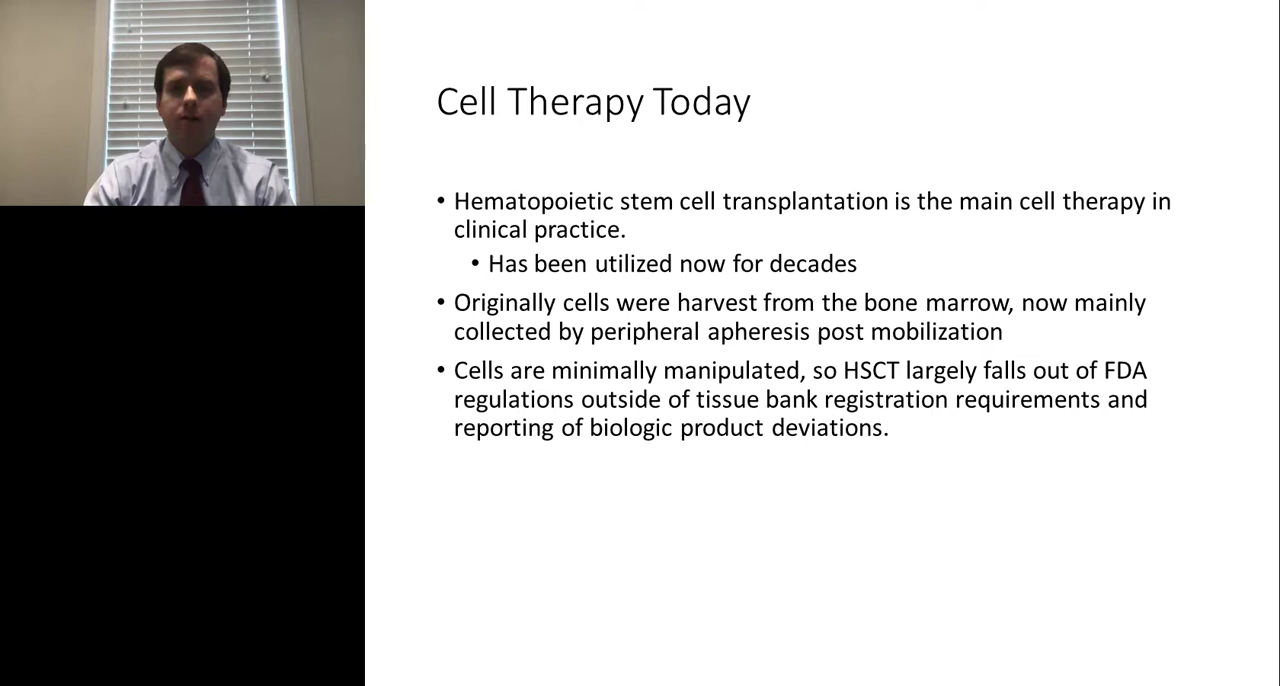 Cell Therapy Today
• Hematopoietic stem cell transplantation is the main cell therapy in
clinical practice.
• Has been utilized now for decades
• Originally cells were harvest from the bone marrow, now mainly
collected by peripheral apheresis post mobilization
• Cells are minimally manipulated, so HSCT largely falls out of FDA
regulations outside of tissue bank registration requirements and
reporting of biologic product deviations.